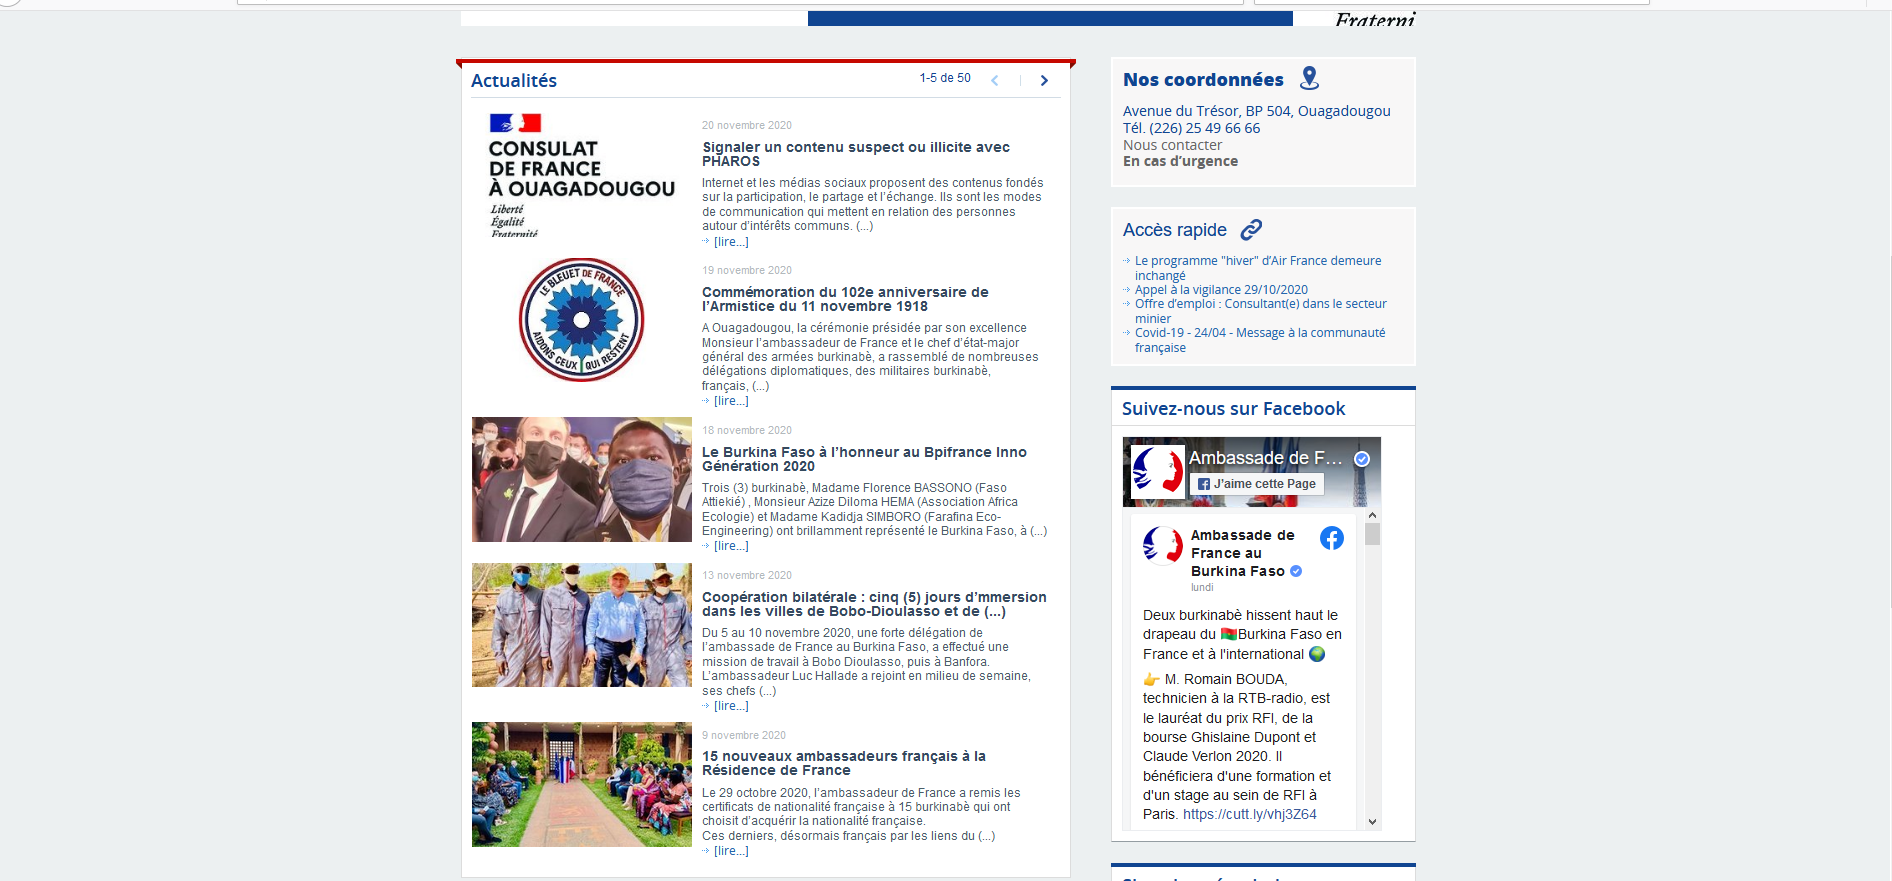 Fraterni
Actualités
1-5 de 50
CONSULAT
DE FRANCE
À OUAGADOUGOU
Liberté
Égalité
Fraternité
20 novembre 2020
Signaler un contenu suspect ou illicite avec
PHAROS
Internet et les médias sociaux proposent des contenus fondés
sur la participation, le partage et l’échange. Ils sont les modes
de communication qui mettent en relation des personnes
autour d’intérêts communs. (...)
[lire...]
LE BLEUET DE FRANCE
AIDONS CEUX QUI RESTENT
19 novembre 2020
Commémoration du 102e anniversaire de
l’Armistice du 11 novembre 1918
A Ouagadougou, la cérémonie présidée par son excellence
Monsieur l’ambassadeur de France et le chef d’état-major
général des armées burkinabè, a rassemblé de nombreuses
délégations diplomatiques, des militaires burkinabè,
français, (...)
[lire...]
18 novembre 2020
Le Burkina Faso à l’honneur au Bpifrance Inno
Génération 2020
Trois (3) burkinabè, Madame Florence BASSONO (Faso
Attiekié) , Monsieur Azize Diloma HEMA (Association Africa
Ecologie) et Madame Kadidja SIMBORO (Farafina Eco-
Engineering) ont brillamment représenté le Burkina Faso, à (...)
[lire...]
13 novembre 2020
Coopération bilatérale : cinq (5) jours d’mmersion
dans les villes de Bobo-Dioulasso et de (...)
Du 5 au 10 novembre 2020, une forte délégation de
l’ambassade de France au Burkina Faso, a effectué une
mission de travail à Bobo Dioulasso, puis à Banfora.
L’ambassadeur Luc Hallade a rejoint en milieu de semaine,
ses chefs (...)
[lire...]
9 novembre 2020
15 nouveaux ambassadeurs français à la
Résidence de France
Le 29 octobre 2020, l’ambassadeur de France a remis les
certificats de nationalité française à 15 burkinabè qui ont
choisit d’acquérir la nationalité française.
Ces derniers, désormais français par les liens du (...)
[lire...]
Nos coordonnées
Avenue du Trésor, BP 504, Ouagadougou
Tél. (226) 25 49 66 66
Nous contacter
En cas d’urgence
Accès rapide
Le programme "hiver" d’Air France demeure
inchangé
Appel à la vigilance 29/10/2020
Offre d’emploi : Consultant(e) dans le secteur
minier
Covid-19 - 24/04 - Message à la communauté
française
Suivez-nous sur Facebook
Ambassade de F…
J’aime cette Page
Ambassade de
France au
Burkina Faso
lundi
Deux burkinabè hissent haut le
drapeau du 🇧🇫Burkina Faso en
France et à l'international 🌍
👉 M. Romain BOUDA,
technicien à la RTB-radio, est
le lauréat du prix RFI, de la
bourse Ghislaine Dupont et
Claude Verlon 2020. Il
bénéficiera d'une formation et
d'un stage au sein de RFI à
Paris. https://cutt.ly/vhj3Z64